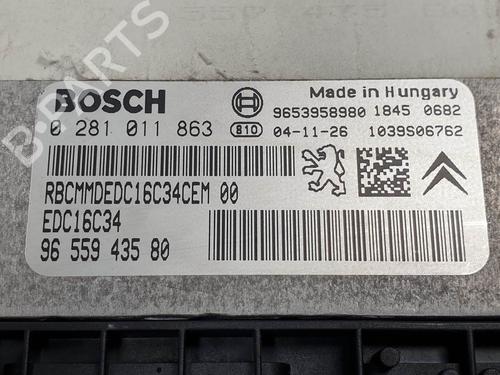 BOSCH
Made in Hungary
9653958980 1845 0682
0 281 011 863 810 04-11-26 1039S06762
RBCMMDEDC16C34CEM 00
EDC16C34
96 559 435 80
B-PARTS